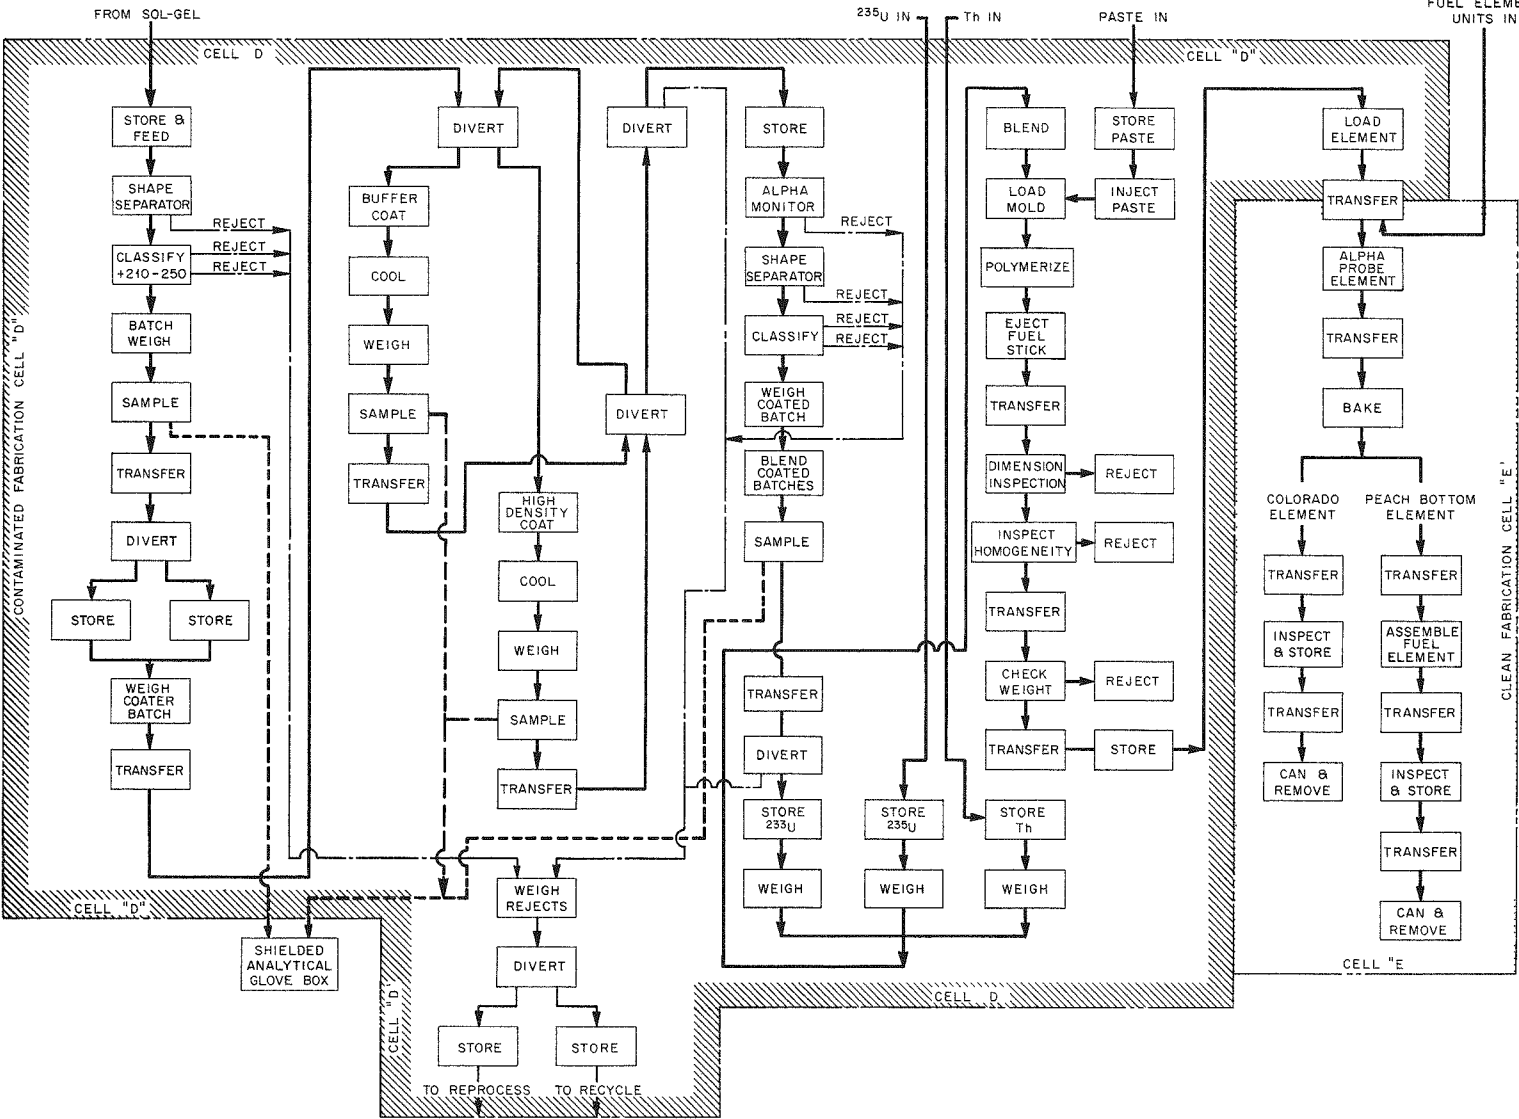 FROM SOL-GEL
235U IN
Th IN
PASTE IN
UNITS IN
CELL D
CELL "D"
CONTAMINATED FABRICATION CELL "D"
STORE &
FEED
SHAPE
SEPARATOR
REJECT
CLASSIFY
+210-250
REJECT
REJECT
BATCH
WEIGH
SAMPLE
TRANSFER
DIVERT
STORE
STORE
WEIGH
COATER
BATCH
TRANSFER
CELL "D"
SHIELDED
ANALYTICAL
GLOVE BOX
DIVERT
BUFFER
COAT
COOL
WEIGH
SAMPLE
TRANSFER
HIGH
DENSITY
COAT
COOL
WEIGH
SAMPLE
TRANSFER
WEIGH
REJECTS
DIVERT
STORE
STORE
TO REPROCESS
TO RECYCLE
CELL "D"
DIVERT
DIVERT
STORE
ALPHA
MONITOR
REJECT
SHAPE
SEPARATOR
REJECT
CLASSIFY
REJECT
REJECT
WEIGH
COATED
BATCH
BLEND
COATED
BATCHES
SAMPLE
TRANSFER
DIVERT
STORE
233U
WEIGH
STORE
235U
WEIGH
STORE
Th
WEIGH
BLEND
STORE
PASTE
LOAD
MOLD
INJECT
PASTE
POLYMERIZE
EJECT
FUEL
STICK
TRANSFER
DIMENSION
INSPECTION
REJECT
INSPECT
HOMOGENEITY
REJECT
TRANSFER
CHECK
WEIGHT
REJECT
TRANSFER
STORE
CELL D
LOAD
ELEMENT
TRANSFER
ALPHA
PROBE
ELEMENT
TRANSFER
BAKE
COLORADO
ELEMENT
PEACH BOTTOM
ELEMENT
TRANSFER
INSPECT
& STORE
TRANSFER
CAN &
REMOVE
TRANSFER
ASSEMBLE
FUEL
ELEMENT
TRANSFER
INSPECT
& STORE
TRANSFER
CAN &
REMOVE
CELL "E
CLEAN FABRICATION CELL "E'